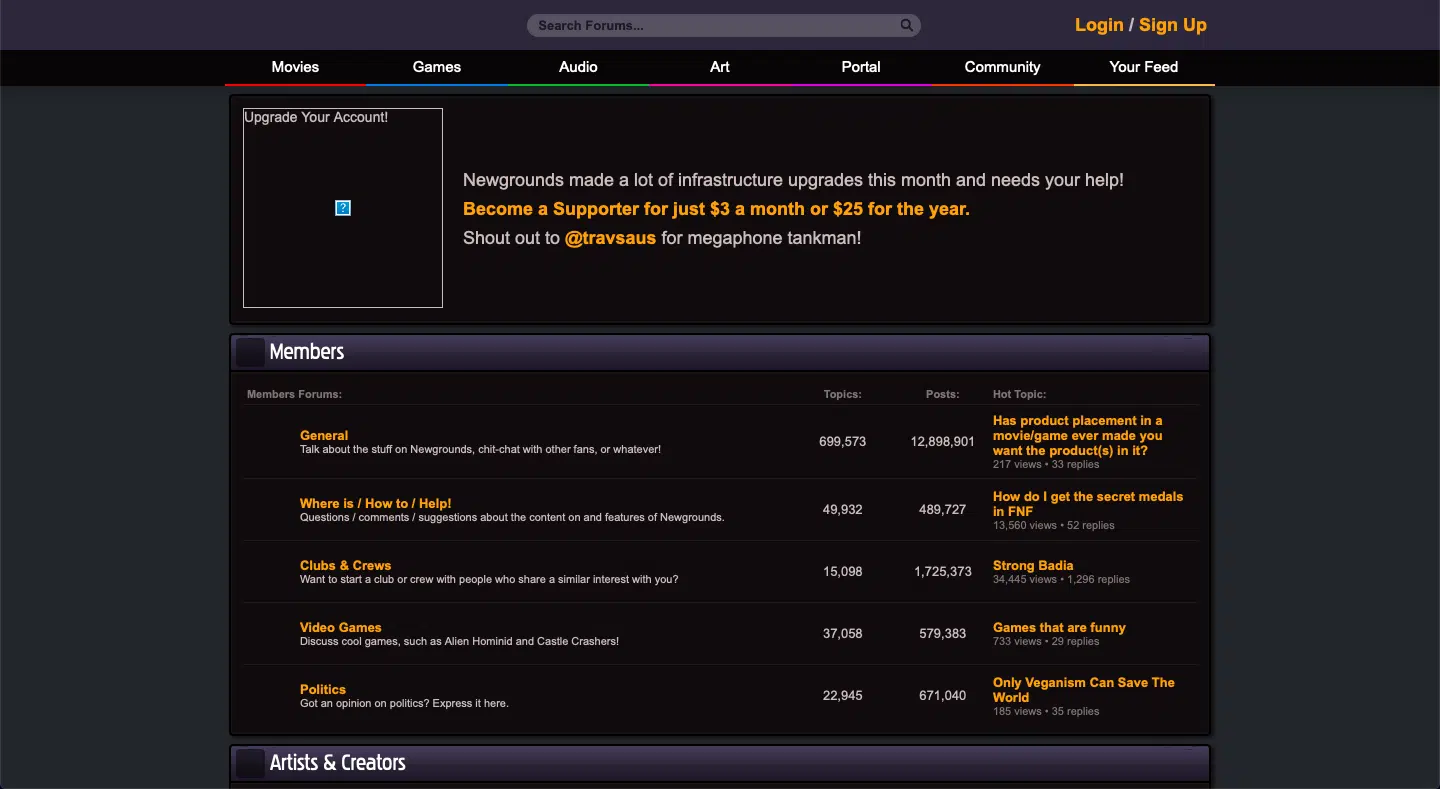 Search Forums...
Login / Sign Up
Movies
Games
Audio
Art
Portal
Community
Your Feed
Upgrade Your Account!
?
Newgrounds made a lot of infrastructure upgrades this month and needs your help!
Become a Supporter for just $3 a month or $25 for the year.
Shout out to @travsaus for megaphone tankman!
Members
Members Forums:
Topics:
Posts:
Hot Topic:
General
Talk about the stuff on Newgrounds, chit-chat with other fans, or whatever!
699,573
12,898,901
Has product placement in a
movie/game ever made you
want the product(s) in it?
217 views • 33 replies
Where is / How to / Help!
Questions / comments / suggestions about the content on and features of Newgrounds.
49,932
489,727
How do I get the secret medals
in FNF
13,560 views • 52 replies
Clubs & Crews
Want to start a club or crew with people who share a similar interest with you?
15,098
1,725,373
Strong Badia
34,445 views • 1,296 replies
Video Games
Discuss cool games, such as Alien Hominid and Castle Crashers!
37,058
579,383
Games that are funny
733 views • 29 replies
Politics
Got an opinion on politics? Express it here.
22,945
671,040
Only Veganism Can Save The
World
185 views • 35 replies
Artists & Creators